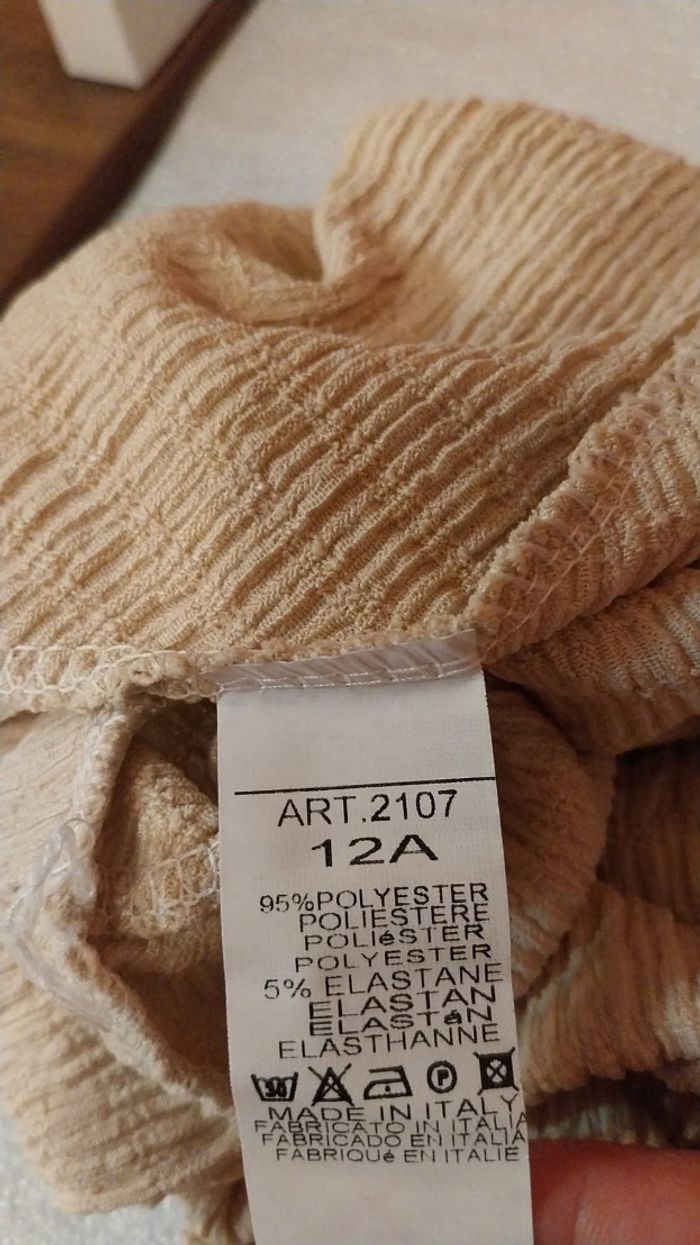 ART.2107
12A
95%POLYESTER
POLIESTERE
POLIéSTER
POLYESTER
5% ELASTANE
ELASTAN
ELASTáN
ELASTHANNE
30 P
MADE IN ITALY
FABRICATO IN ITALIA
FABRICADO EN ITALIA
FABRIQUé EN ITALIE